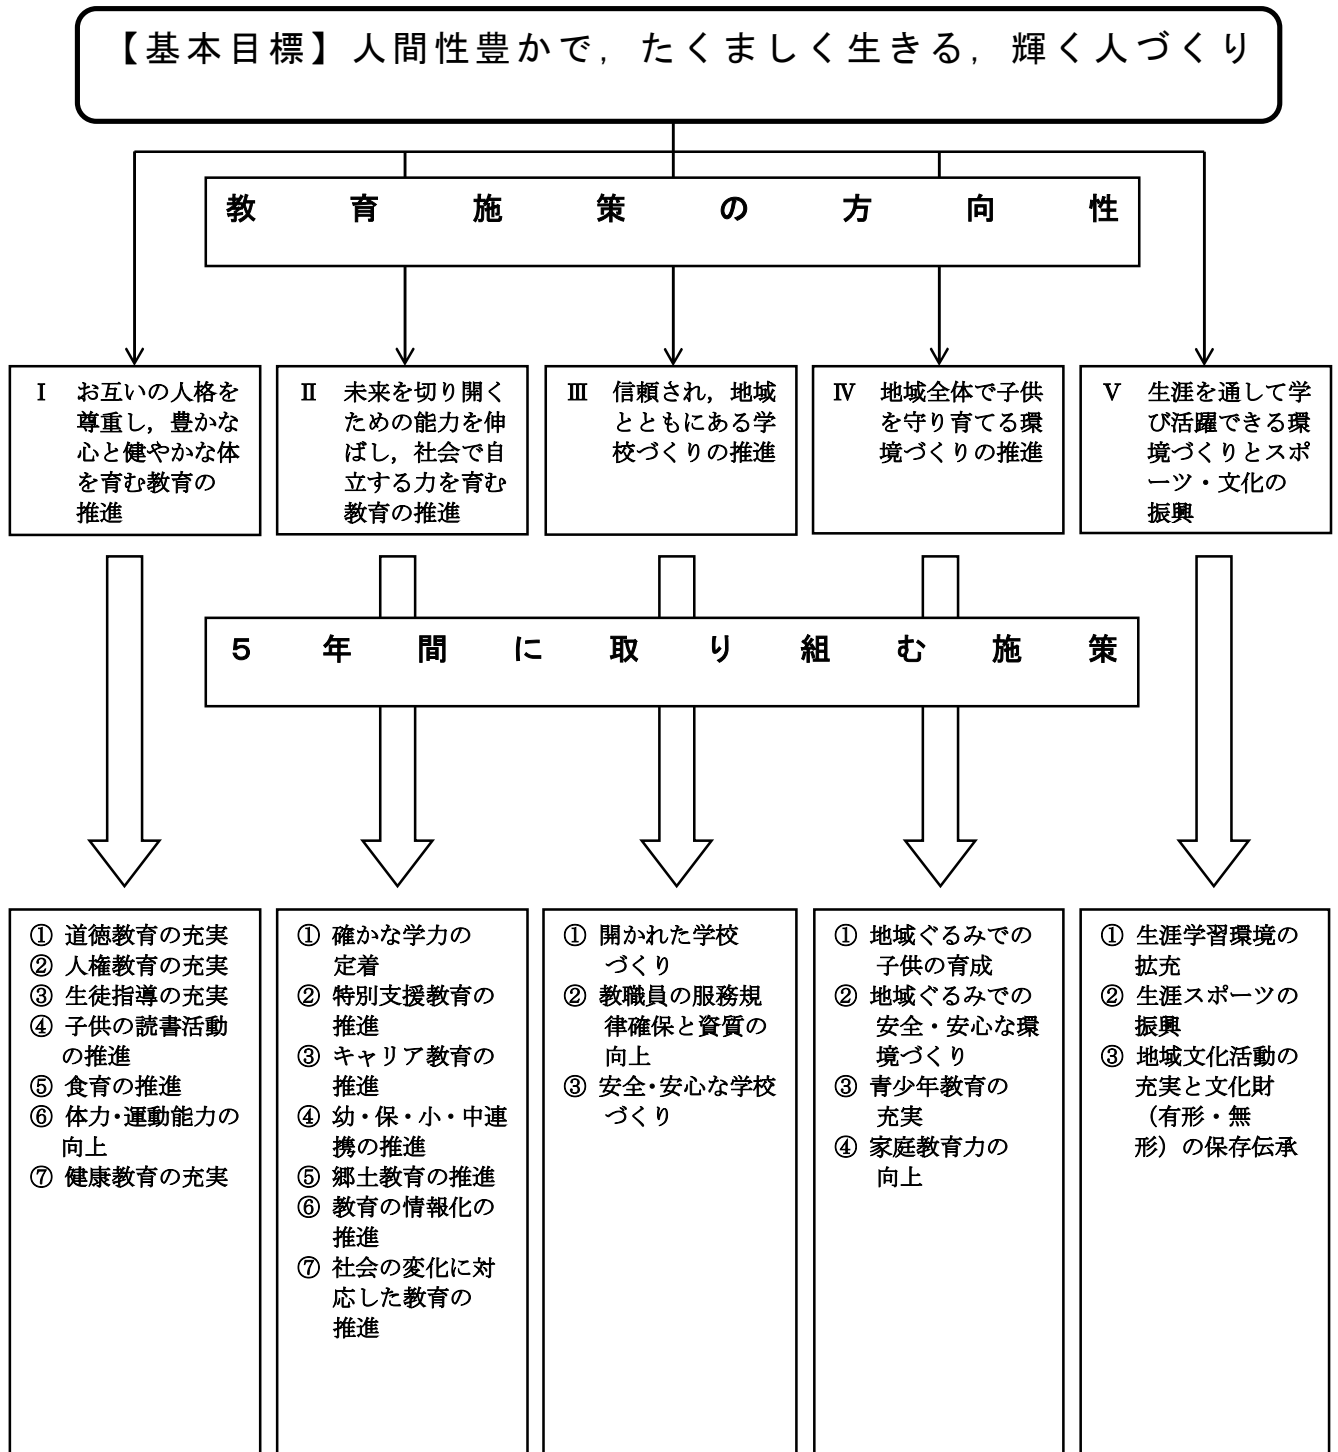 【基本目標】人間性豊かで，たくましく生きる，輝く人づくり
教育施策の方向性
Ⅰ お互いの人格を
尊重し，豊かな
心と健やかな体
を育む教育の
推進
Ⅱ 未来を切り開く
ための能力を伸
ばし，社会で自
立する力を育む
教育の推進
Ⅲ 信頼され，地域
とともにある学
校づくりの推進
Ⅳ 地域全体で子供
を守り育てる環
境づくりの推進
Ⅴ 生涯を通して学
び活躍できる環
境づくりとスポ
ーツ・文化の
振興
５年間に取り組む施策
① 道徳教育の充実
② 人権教育の充実
③ 生徒指導の充実
④ 子供の読書活動
の推進
⑤ 食育の推進
⑥ 体力・運動能力の
向上
⑦ 健康教育の充実
① 確かな学力の
定着
② 特別支援教育の
推進
③ キャリア教育の
推進
④ 幼・保・小・中連
携の推進
⑤ 郷土教育の推進
⑥ 教育の情報化の
推進
⑦ 社会の変化に対
応した教育の
推進
① 開かれた学校
づくり
② 教職員の服務規
律確保と資質の
向上
③ 安全・安心な学校
づくり
① 地域ぐるみでの
子供の育成
② 地域ぐるみでの
安全・安心な環
境づくり
③ 青少年教育の
充実
④ 家庭教育力の
向上
① 生涯学習環境の
拡充
② 生涯スポーツの
振興
③ 地域文化活動の
充実と文化財
（有形・無
形）の保存伝承